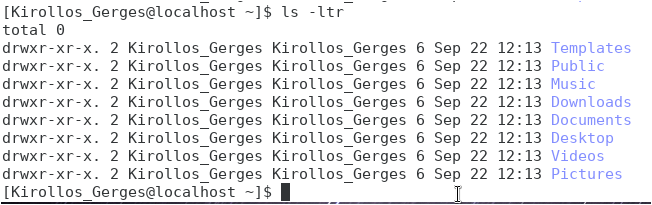 [Kirollos_Gerges@localhost ~]$ ls -ltr
total 0
drwxr-xr-x. 2 Kirollos_Gerges Kirollos_Gerges 6 Sep 22 12:13 Templates
drwxr-xr-x. 2 Kirollos_Gerges Kirollos_Gerges 6 Sep 22 12:13 Public
drwxr-xr-x. 2 Kirollos_Gerges Kirollos_Gerges 6 Sep 22 12:13 Music
drwxr-xr-x. 2 Kirollos_Gerges Kirollos_Gerges 6 Sep 22 12:13 Downloads
drwxr-xr-x. 2 Kirollos_Gerges Kirollos_Gerges 6 Sep 22 12:13 Documents
drwxr-xr-x. 2 Kirollos_Gerges Kirollos_Gerges 6 Sep 22 12:13 Desktop
drwxr-xr-x. 2 Kirollos_Gerges Kirollos_Gerges 6 Sep 22 12:13 Videos
drwxr-xr-x. 2 Kirollos_Gerges Kirollos_Gerges 6 Sep 22 12:13 Pictures
[Kirollos_Gerges@localhost ~]$